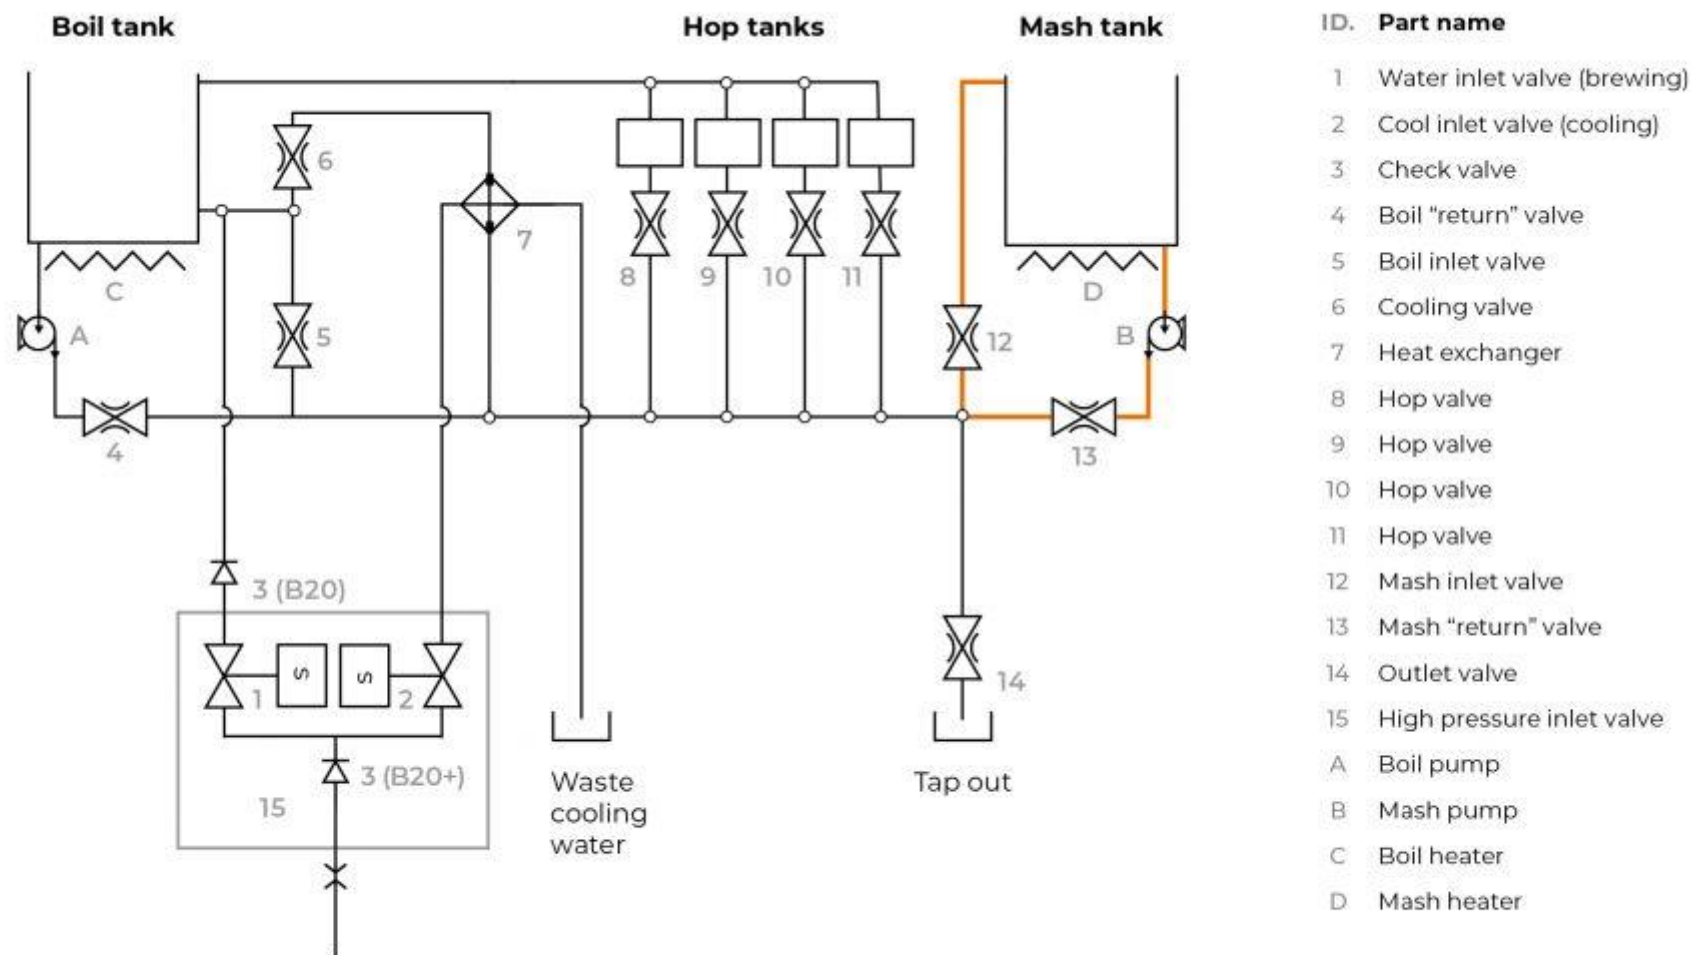 Boil tank
Hop tanks
Mash tank
6
7
C
8
9
10
11
D
A
5
12
B
4
13
3 (B20)
S
S
1
2
14
3 (B20+)
15
Waste
cooling
water
Tap out
ID. Part name
1 Water inlet valve (brewing)
2 Cool inlet valve (cooling)
3 Check valve
4 Boil “return” valve
5 Boil inlet valve
6 Cooling valve
7 Heat exchanger
8 Hop valve
9 Hop valve
10 Hop valve
11 Hop valve
12 Mash inlet valve
13 Mash “return” valve
14 Outlet valve
15 High pressure inlet valve
A Boil pump
B Mash pump
C Boil heater
D Mash heater